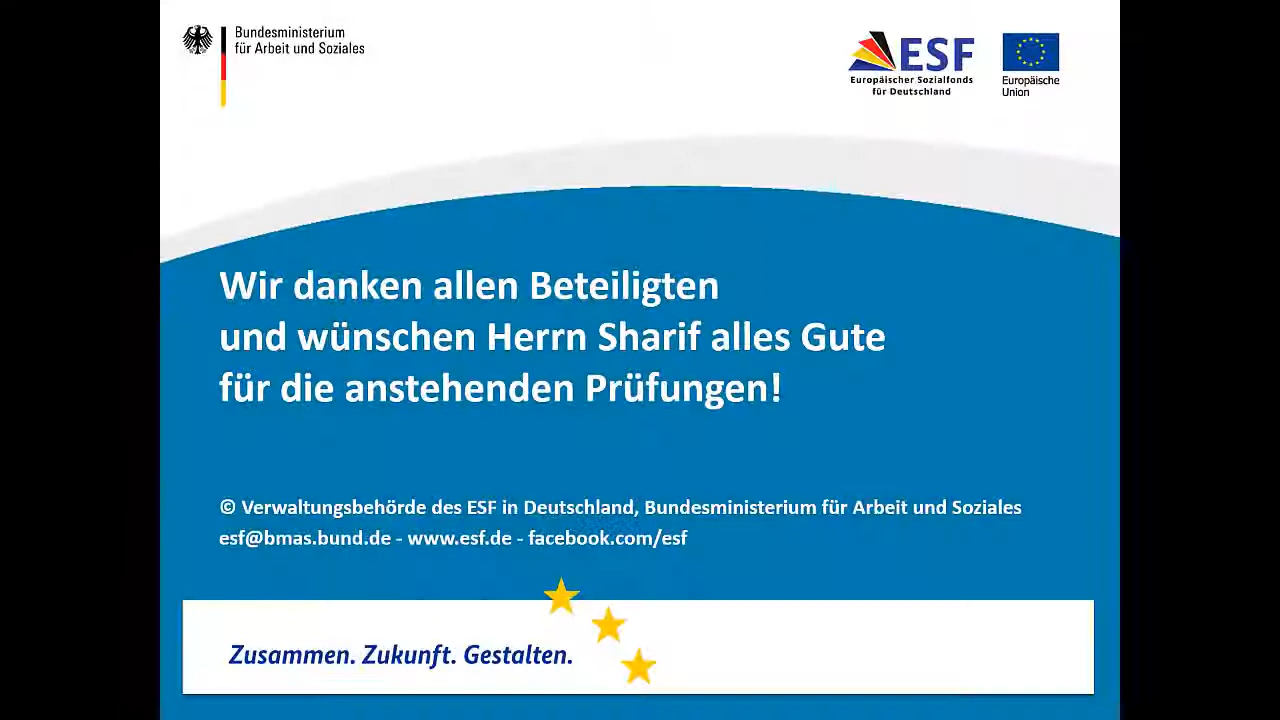 Bundesministerium
für Arbeit und Soziales
ESF
Europäischer Sozialfonds
für Deutschland
Europäische
Union
Wir danken allen Beteiligten
und wünschen Herrn Sharif alles Gute
für die anstehenden Prüfungen!
© Verwaltungsbehörde des ESF in Deutschland, Bundesministerium für Arbeit und Soziales
esf@bmas.bund.de - www.esf.de - facebook.com/esf
Zusammen. Zukunft. Gestalten.